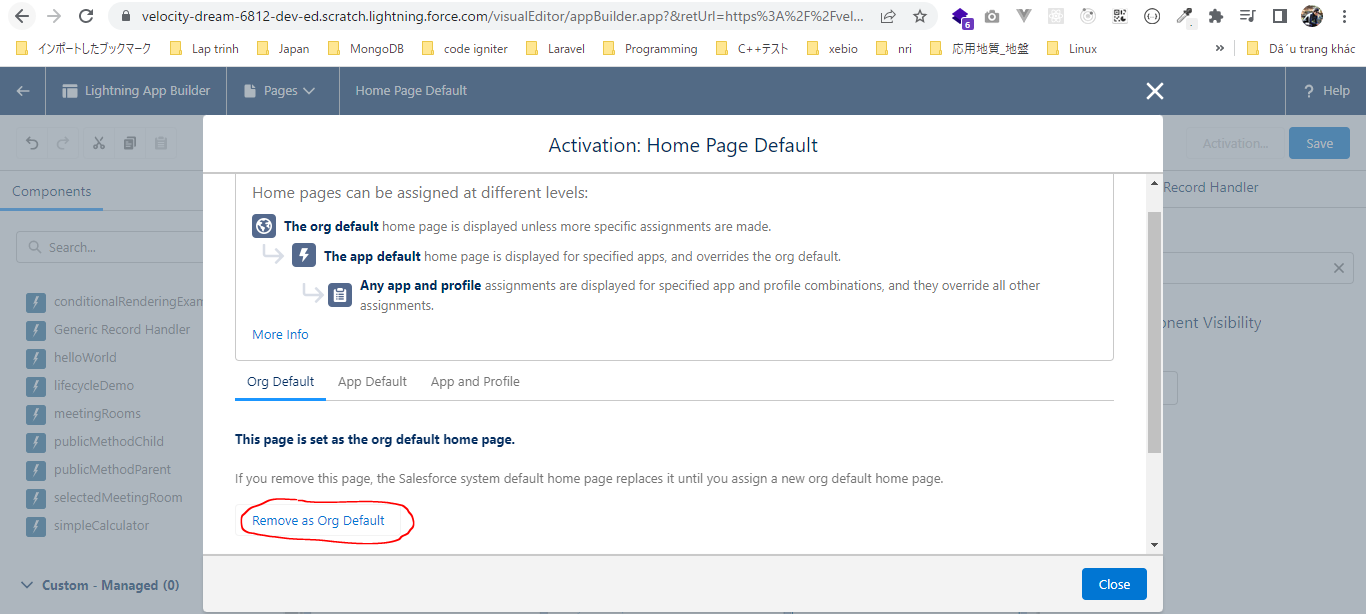 velocity-dream-6812-dev-ed.scratch.lightning.force.com/visualEditor/appBuilder.app?&retUrl=https%3A%2F%2Fvel...
6
インポートしたブックマーク Lap trinh Japan MongoDB code igniter Laravel Programming C++テスト xebio nri 応用地質_地盤 Linux » Dấu trang khác
Lightning App Builder Pages Home Page Default ? Help
Activation... Save
Activation: Home Page Default
Components
Record Handler
Home pages can be assigned at different levels:
The org default home page is displayed unless more specific assignments are made.
Search...
The app default home page is displayed for specified apps, and overrides the org default.
Any app and profile assignments are displayed for specified app and profile combinations, and they override all other
assignments.
conditionalRenderingExam
Generic Record Handler
onent Visibility
More Info
helloWorld
lifecycleDemo
Org Default App Default App and Profile
meetingRooms
publicMethodChild
This page is set as the org default home page.
publicMethodParent
If you remove this page, the Salesforce system default home page replaces it until you assign a new org default home page.
selectedMeetingRoom
simpleCalculator
Remove as Org Default
Custom - Managed (0)
Close